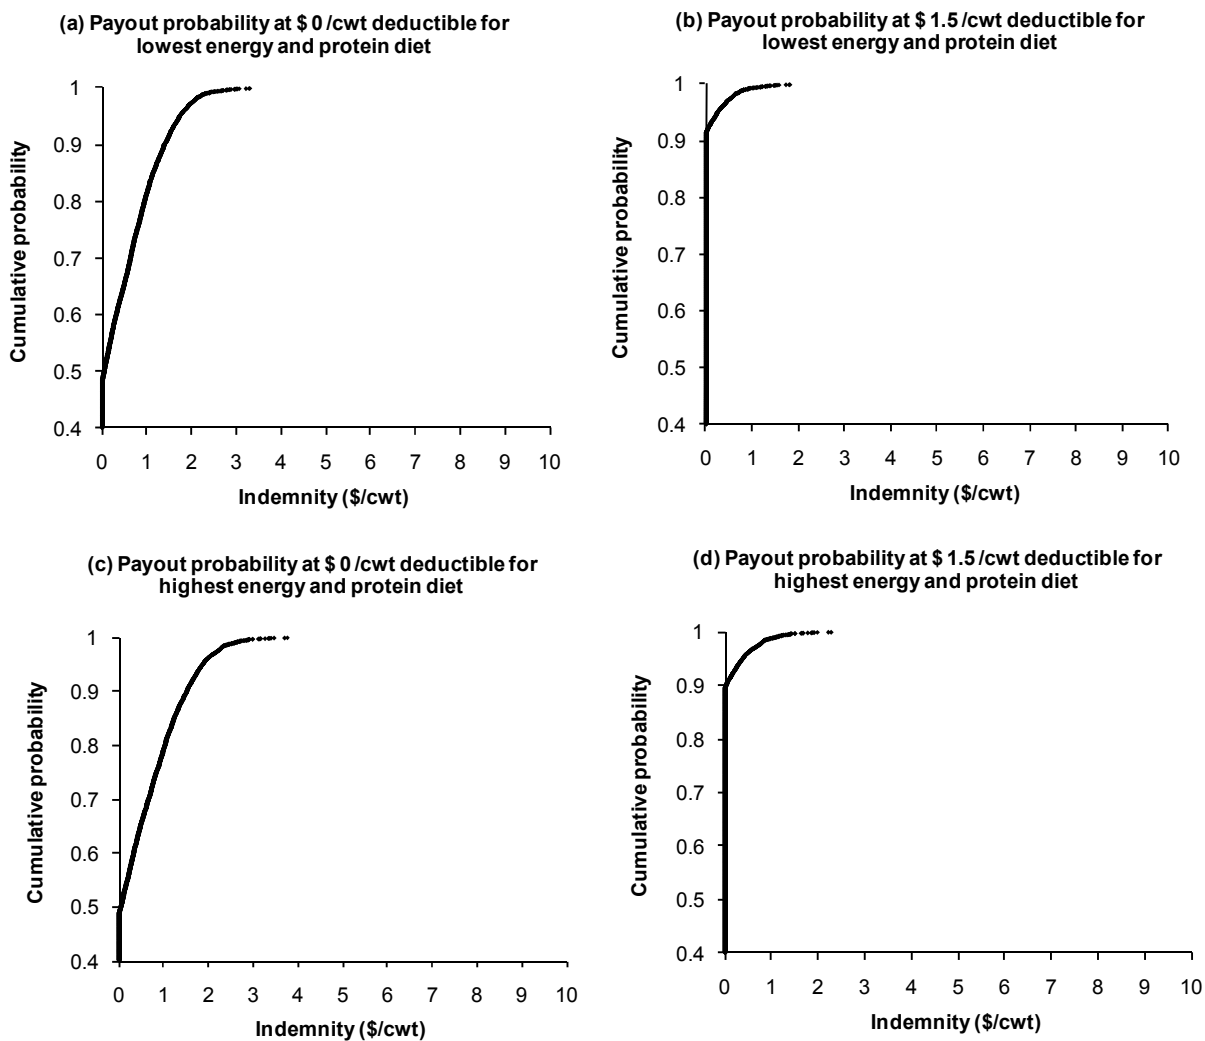 (a) Payout probability at $ 0 /cwt deductible for
lowest energy and protein diet
Cumulative probability
1
0.9
0.8
0.7
0.6
0.5
0.4
0 1 2 3 4 5 6 7 8 9 10
Indemnity ($/cwt)
(b) Payout probability at $ 1.5 /cwt deductible for
lowest energy and protein diet
Cumulative probability
1
0.9
0.8
0.7
0.6
0.5
0.4
0 1 2 3 4 5 6 7 8 9 10
Indemnity ($/cwt)
(c) Payout probability at $ 0 /cwt deductible for
highest energy and protein diet
Cumulative probability
1
0.9
0.8
0.7
0.6
0.5
0.4
0 1 2 3 4 5 6 7 8 9 10
Indemnity ($/cwt)
(d) Payout probability at $ 1.5 /cwt deductible for
highest energy and protein diet
Cumulative probability
1
0.9
0.8
0.7
0.6
0.5
0.4
0 1 2 3 4 5 6 7 8 9 10
Indemnity ($/cwt)